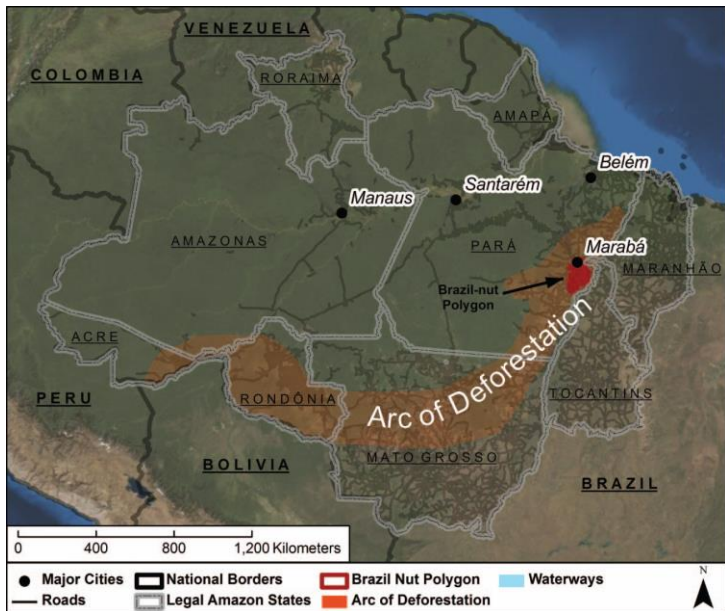 VENEZUELA
COLOMBIA
RORAIMA
AMAPÁ
Belém
Santarém
Manaus
AMAZONAS
PARÁ
Marabá
MARANHÃO
Brazil-nut
Polygon
ACRE
Arc of Deforestation
TOCANTINS
PERU
RONDÔNIA
MATO GROSSO
BOLIVIA
BRAZIL
0 400 800 1,200 Kilometers
N
Major Cities National Borders Brazil Nut Polygon Waterways
Roads Legal Amazon States Arc of Deforestation